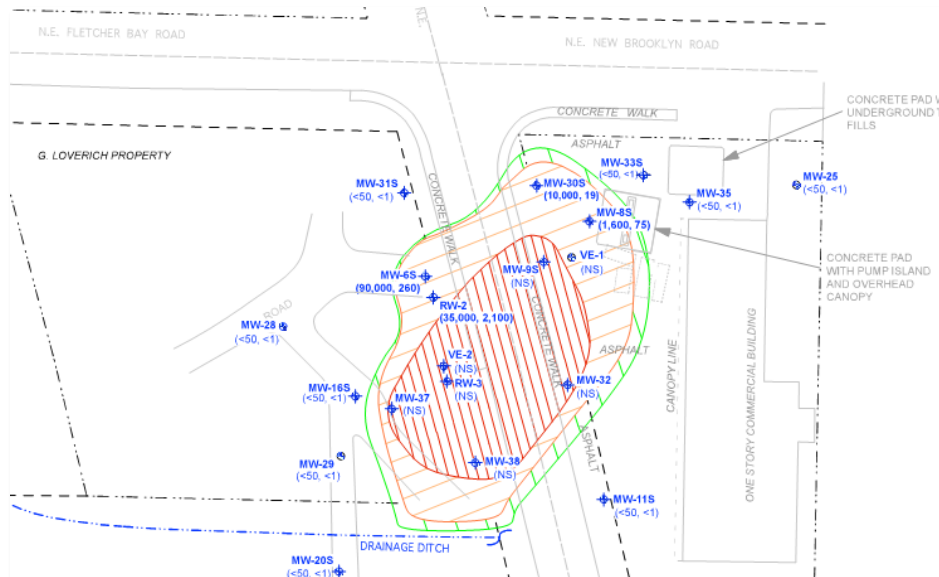 N.E.
N.E. FLETCHER BAY ROAD
N.E. NEW BROOKLYN ROAD
CONCRETE PAD W
UNDERGROUND T
FILLS
CONCRETE WALK
ASPHALT
G. LOVERICH PROPERTY
MW-33S
(<50, <1)
MW-25
(<50, <1)
MW-31S
(<50, <1)
MW-30S
(10,000, 19)
MW-35
(<50, <1)
CONCRETE WALK
MW-8S
(1,600, 75)
CONCRETE PAD
WITH PUMP ISLAND
AND OVERHEAD
CANOPY
VE-1
(NS)
MW-9S
(NS)
MW-6S
(90,000, 260)
RW-2
(35,000, 2,100)
ROAD
MW-28
(<50, <1)
CONCRETE WALK
ASPHALT
VE-2
(NS)
RW-3
(NS)
MW-32
(NS)
MW-16S
(<50, <1)
MW-37
(NS)
CANOPY LINE
ONE STORY COMMERCIAL BUILDING
ASPHALT
MW-29
(<50, <1)
MW-38
(NS)
MW-11S
(<50, <1)
DRAINAGE DITCH
MW-20S
(<50, <1)